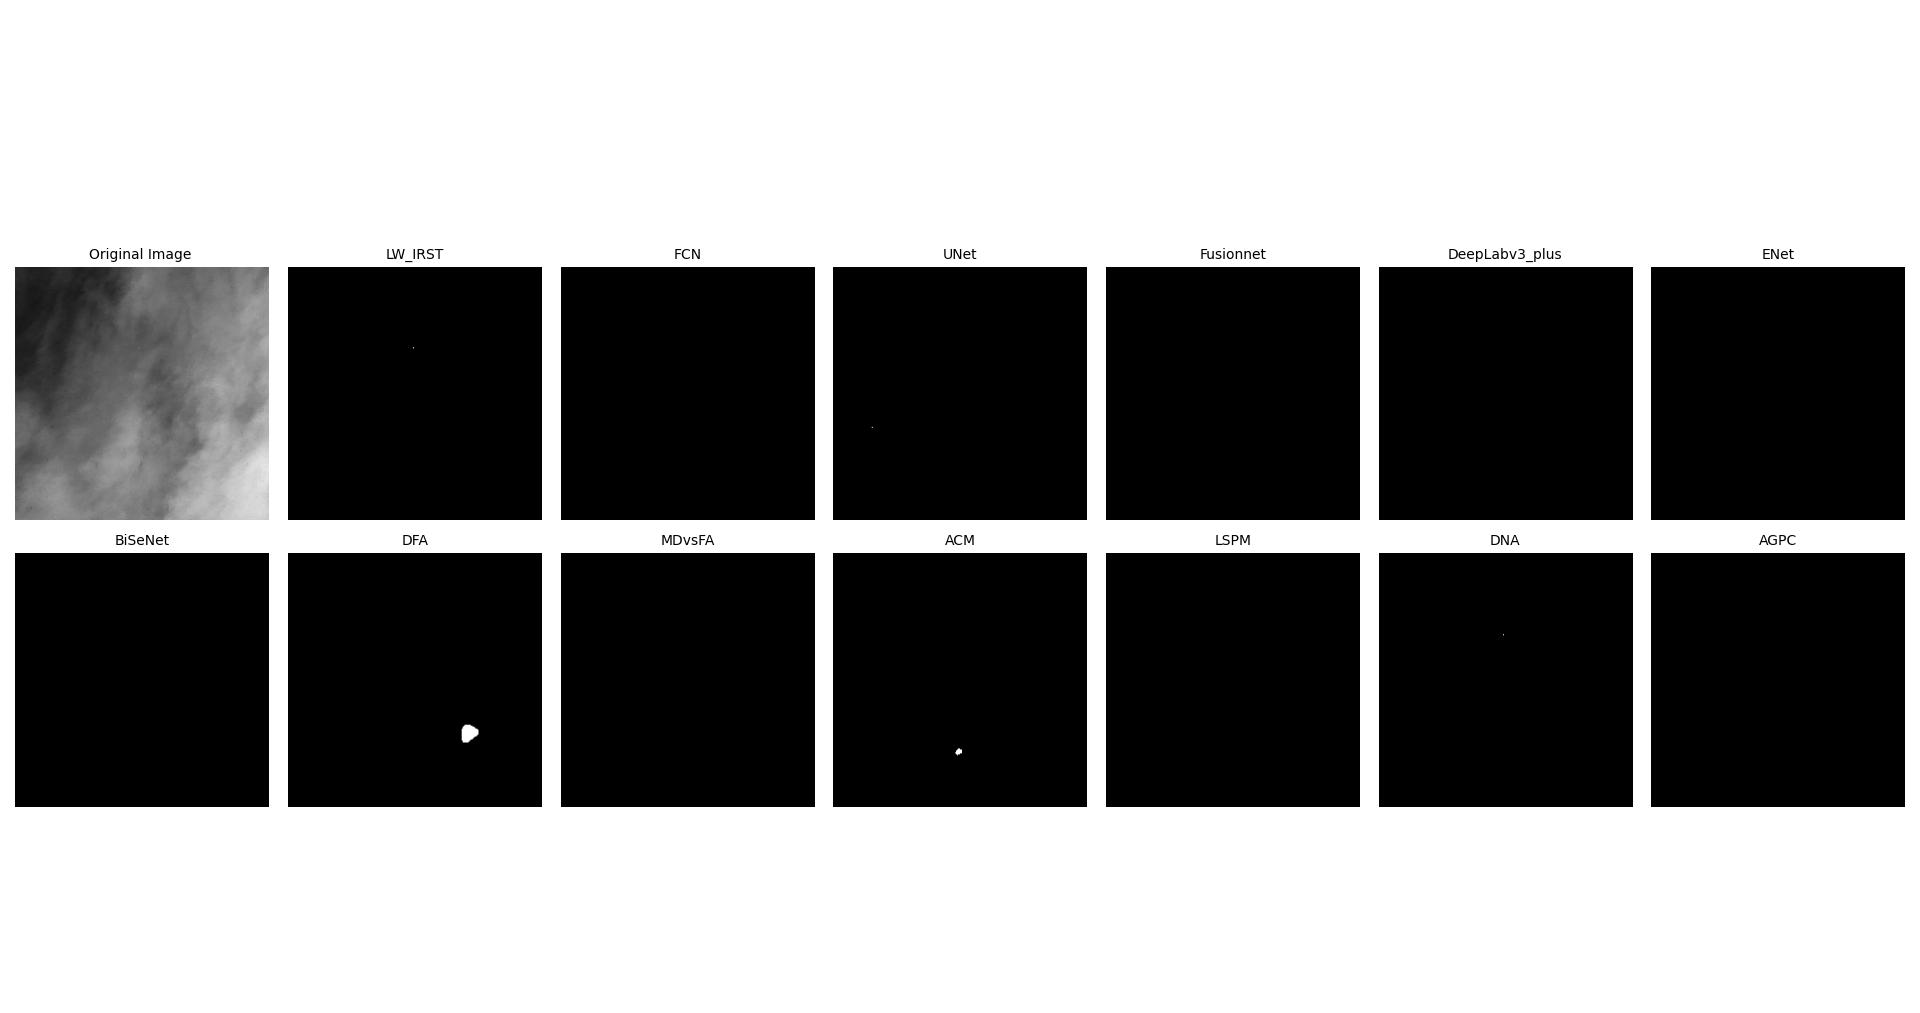 Original Image
LW_IRST
FCN
UNet
Fusionnet
DeepLabv3_plus
ENet
BiSeNet
DFA
MDvsFA
ACM
LSPM
DNA
AGPC